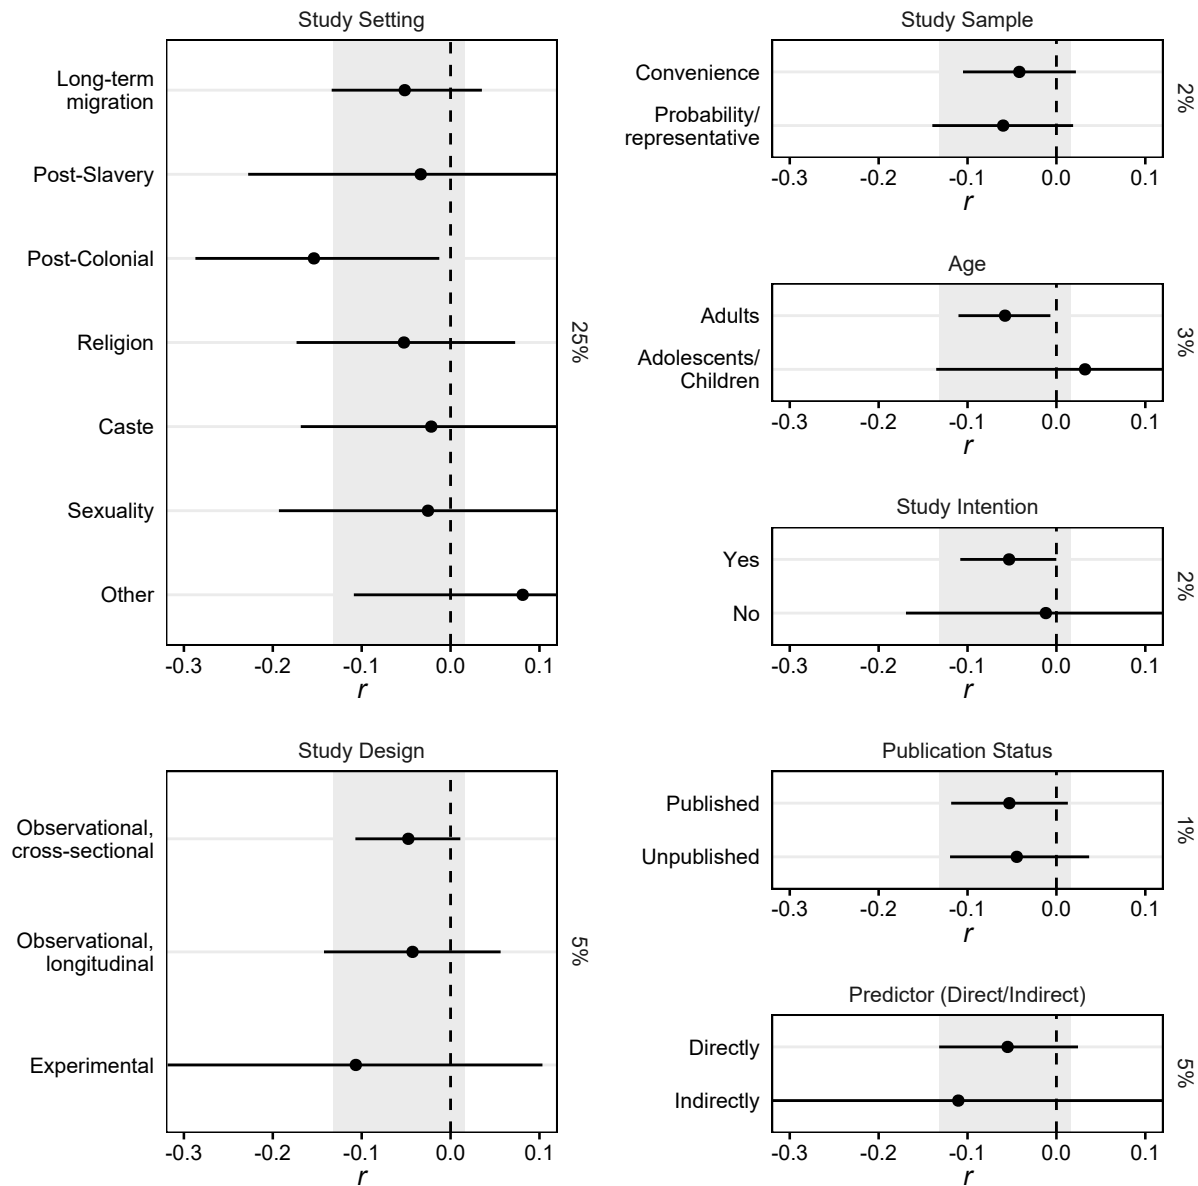 Study Setting
Long-term
migration
Post-Slavery
Post-Colonial
Religion
Caste
Sexuality
Other
25%
-0.3 -0.2 -0.1 0.0 0.1
r
Study Design
Observational,
cross-sectional
Observational,
longitudinal
Experimental
5%
-0.3 -0.2 -0.1 0.0 0.1
r
Study Sample
Convenience
Probability/
representative
2%
-0.3 -0.2 -0.1 0.0 0.1
r
Age
Adults
Adolescents/
Children
3%
-0.3 -0.2 -0.1 0.0 0.1
r
Study Intention
Yes
No
2%
-0.3 -0.2 -0.1 0.0 0.1
r
Publication Status
Published
Unpublished
1%
-0.3 -0.2 -0.1 0.0 0.1
r
Predictor (Direct/Indirect)
Directly
Indirectly
5%
-0.3 -0.2 -0.1 0.0 0.1
r